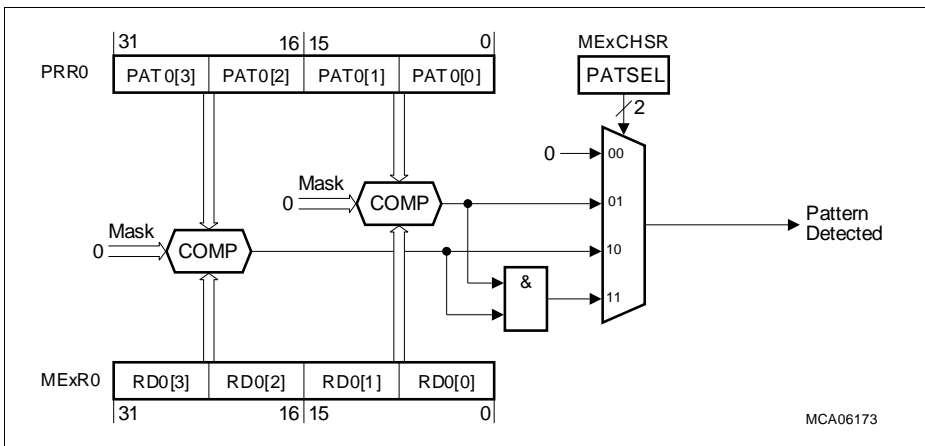 31 16 15 0
MExCHSR
PRR0 PAT0[3] PAT0[2] PAT0[1] PAT0[0] PATSEL
2
0 00
Mask
0 COMP 01
Pattern
Detected
Mask
0 COMP 10
&
11
MExR0 RD0[3] RD0[2] RD0[1] RD0[0]
31 16 15 0
MCA06173